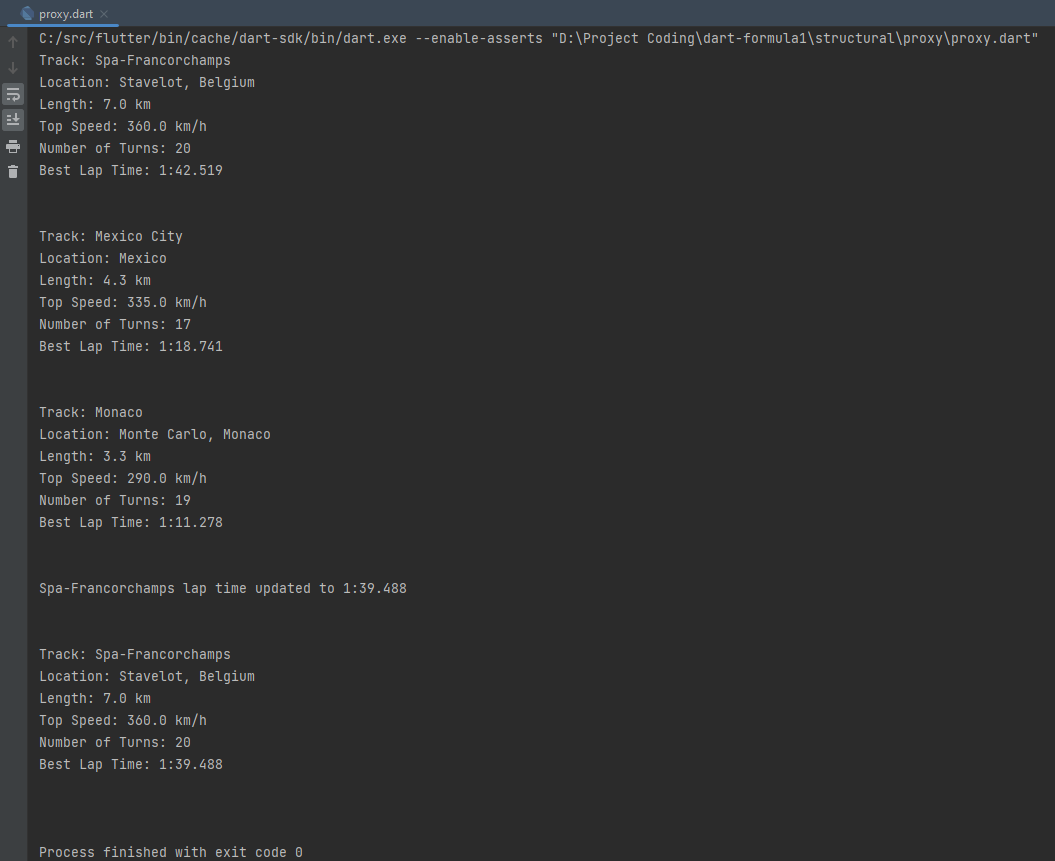 proxy.dart
C:/src/flutter/bin/cache/dart-sdk/bin/dart.exe --enable-asserts "D:\Project Coding\dart-formula1\structural\proxy\proxy.dart"
Track: Spa-Francorchamps
Location: Stavelot, Belgium
Length: 7.0 km
Top Speed: 360.0 km/h
Number of Turns: 20
Best Lap Time: 1:42.519
Track: Mexico City
Location: Mexico
Length: 4.3 km
Top Speed: 335.0 km/h
Number of Turns: 17
Best Lap Time: 1:18.741
Track: Monaco
Location: Monte Carlo, Monaco
Length: 3.3 km
Top Speed: 290.0 km/h
Number of Turns: 19
Best Lap Time: 1:11.278
Spa-Francorchamps lap time updated to 1:39.488
Track: Spa-Francorchamps
Location: Stavelot, Belgium
Length: 7.0 km
Top Speed: 360.0 km/h
Number of Turns: 20
Best Lap Time: 1:39.488
Process finished with exit code 0